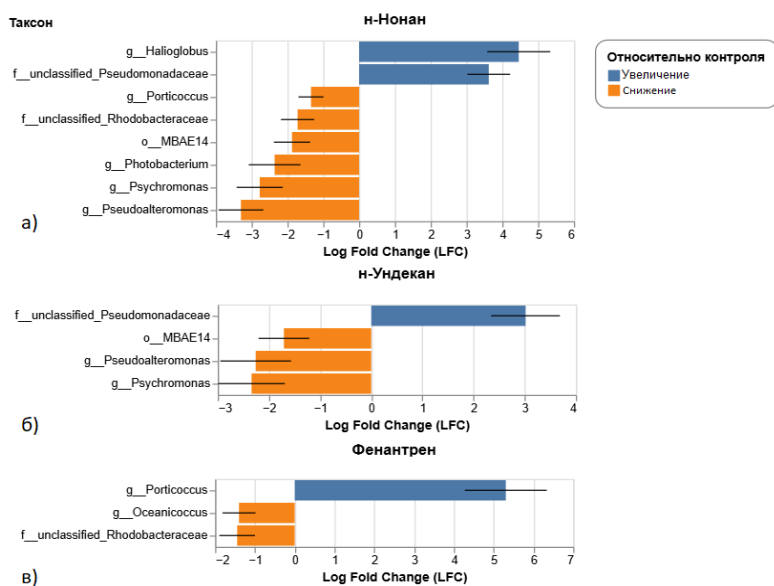 Таксон
н-Нонан
g__Halioglobus
f__unclassified_Pseudomonadaceae
g__Porticoccus
f__unclassified_Rhodobacteraceae
o__MBAE14
g__Photobacterium
g__Psychromonas
g__Pseudoalteromonas
а)
−4 −3 −2 −1 0 1 2 3 4 5 6
Log Fold Change (LFC)
Относительно контроля
Увеличение
Снижение
н-Ундекан
f__unclassified_Pseudomonadaceae
o__MBAE14
g__Pseudoalteromonas
g__Psychromonas
б)
−3 −2 −1 0 1 2 3 4
Log Fold Change (LFC)
Фенантрен
g__Porticoccus
g__Oceanicoccus
f__unclassified_Rhodobacteraceae
в)
−2 −1 0 1 2 3 4 5 6 7
Log Fold Change (LFC)